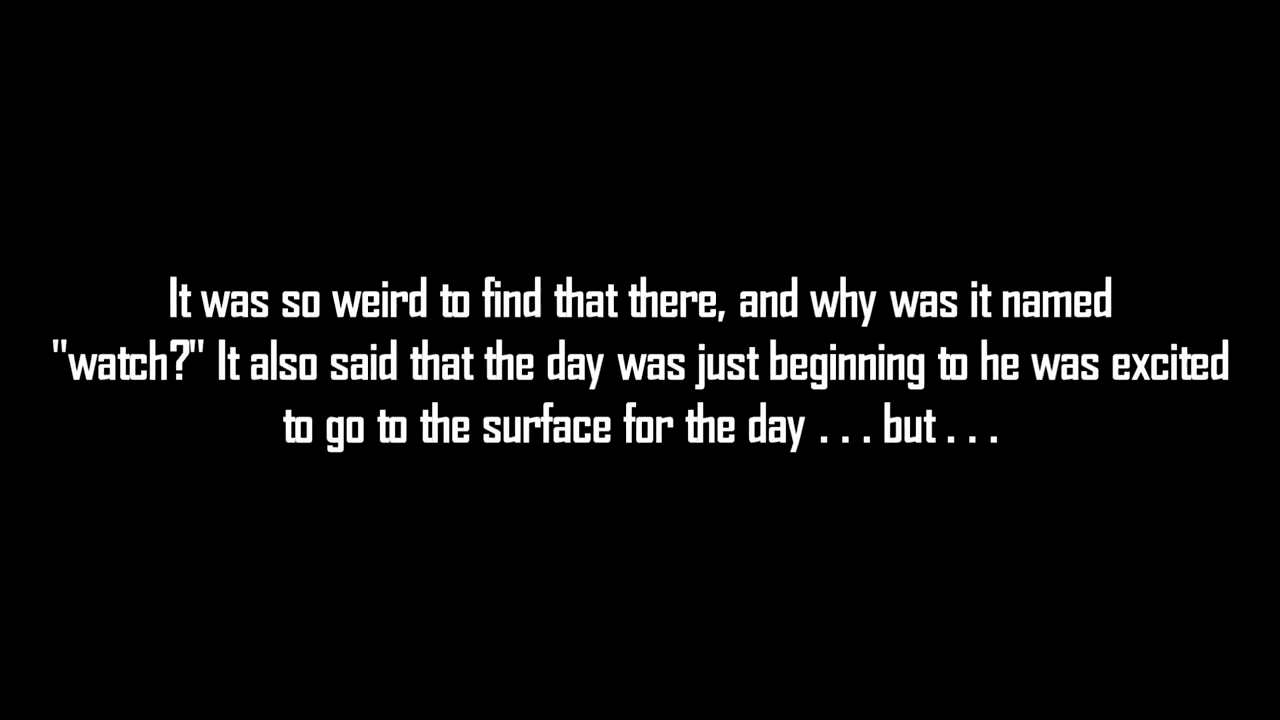 It was so weird to find that there, and why was it named
"watch?" It also said that the day was just beginning to he was excited
to go to the surface for the day . . . but . . .